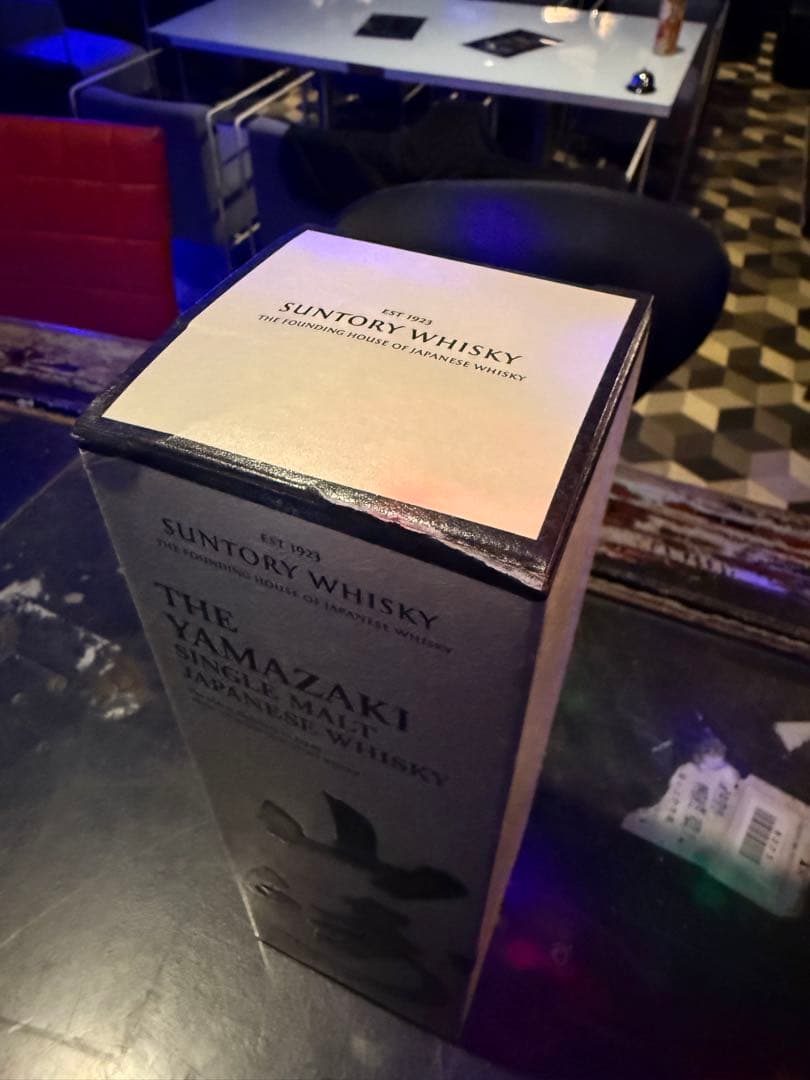 EST 1923
SUNTORY WHISKY
THE FOUNDING HOUSE OF JAPANESE WHISKY
EST 1923
SUNTORY WHISKY
THE FOUNDING HOUSE OF JAPANESE WHISKY
THE
YAMAZAKI
SINGLE MALT
JAPANESE WHISKY